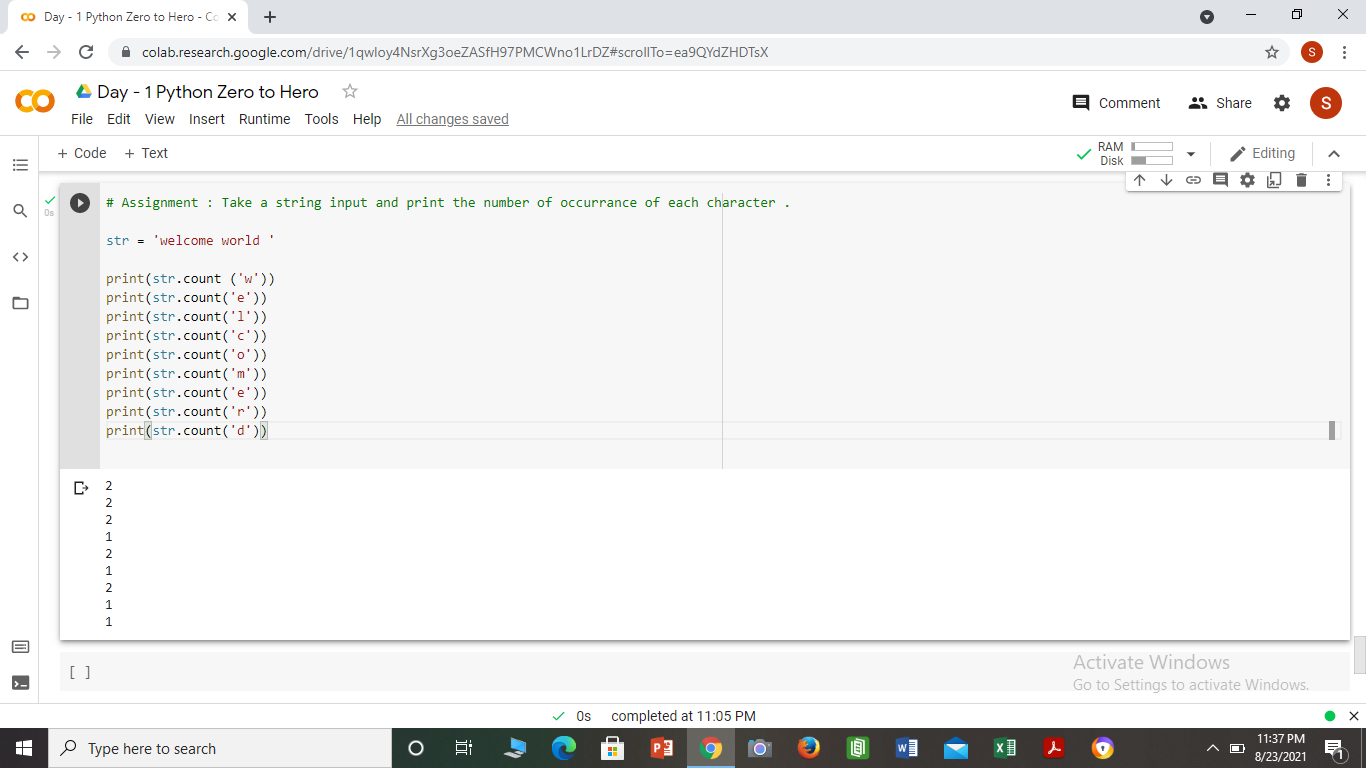 Day - 1 Python Zero to Hero - Co
colab.research.google.com/drive/1qwIoy4NsrXg3oeZASfH97PMCWno1LrDZ#scrollTo=ea9QYdZHDTsX
S
Day - 1 Python Zero to Hero
Comment
Share
S
File Edit View Insert Runtime Tools Help All changes saved
+ Code + Text
RAM
Disk
Editing
0s
# Assignment : Take a string input and print the number of occurrance of each character .
str = 'welcome world '
print(str.count ('w'))
print(str.count('e'))
print(str.count('l'))
print(str.count('c'))
print(str.count('o'))
print(str.count('m'))
print(str.count('e'))
print(str.count('r'))
print(str.count('d'))
2
2
2
1
2
1
2
1
1
[ ]
Activate Windows
Go to Settings to activate Windows.
0s completed at 11:05 PM
Type here to search
11:37 PM
8/23/2021
1